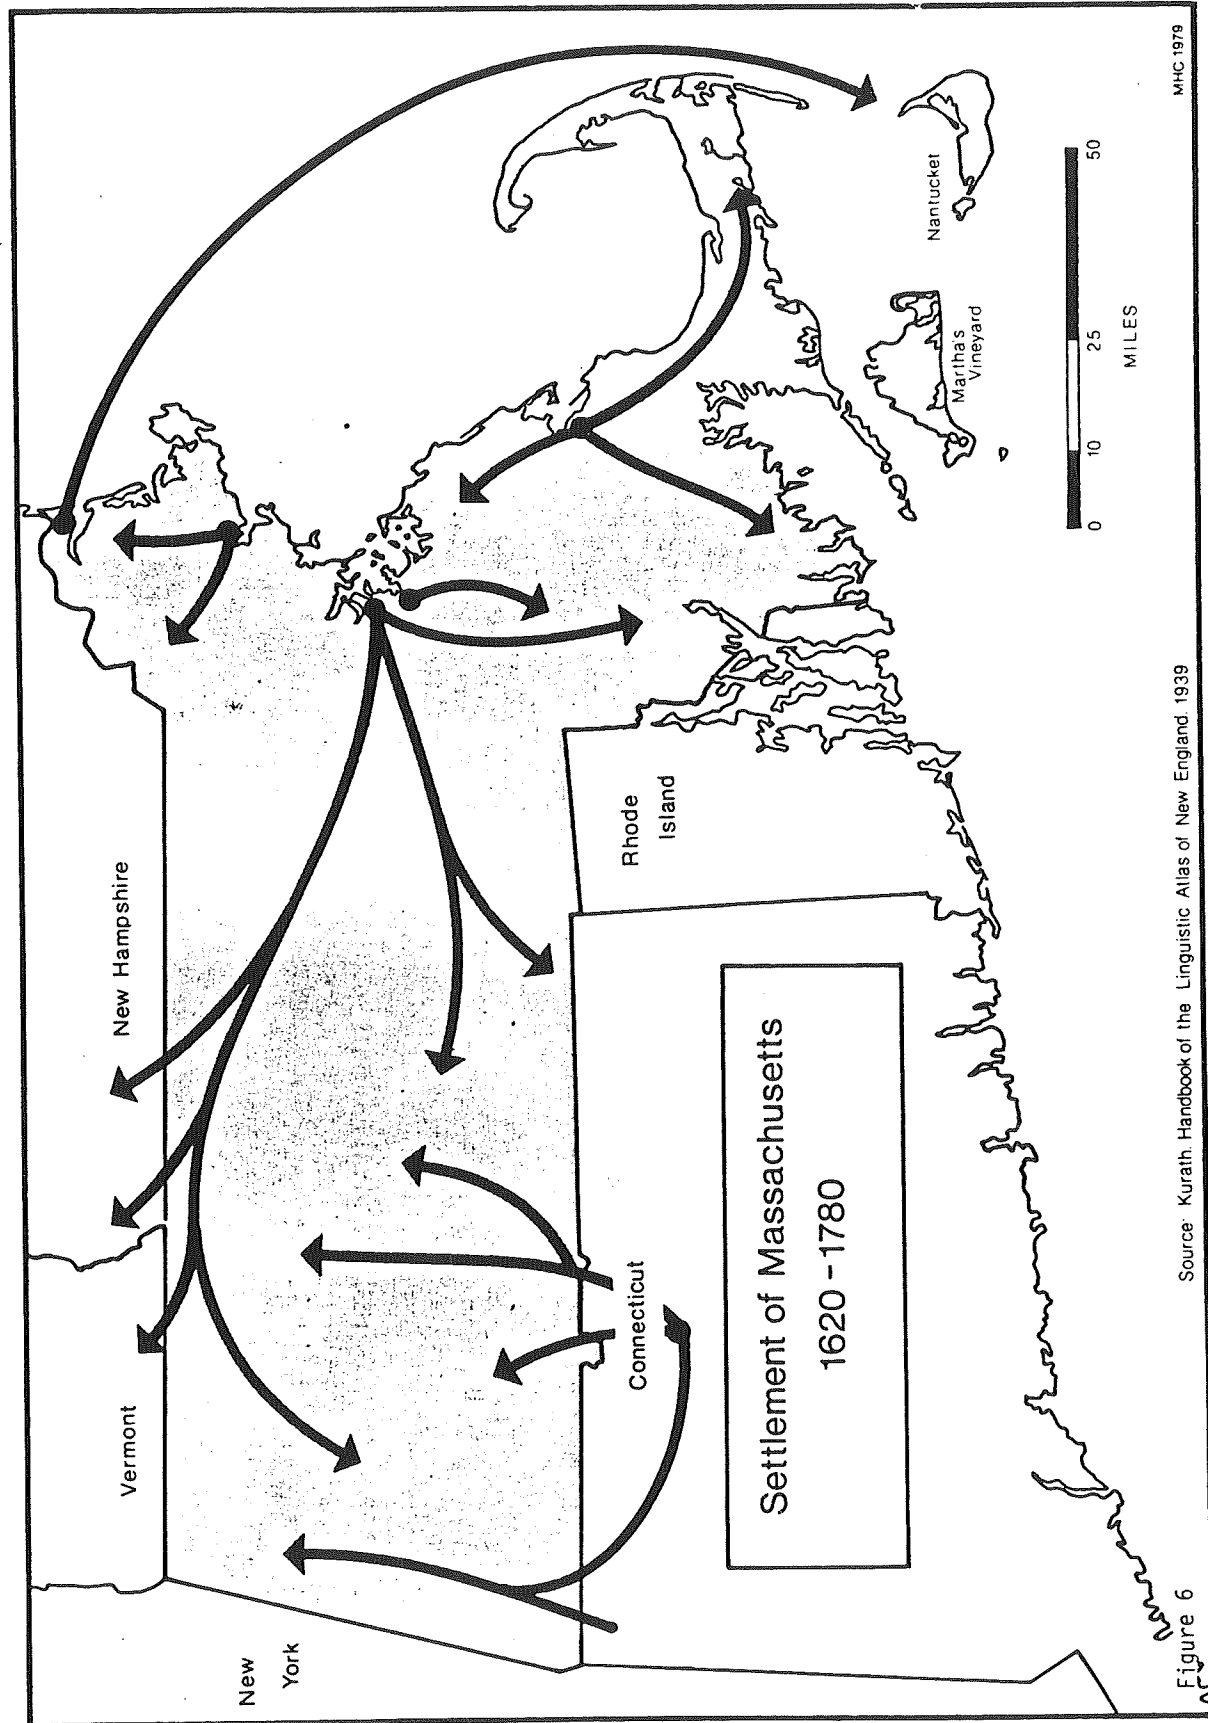 New Hampshire
Vermont
New
York
Rhode
Island
Connecticut
Nantucket
Martha's
Vineyard
0 10 25 50
MILES
Settlement of Massachusetts
1620-1780
Source: Kurath, Handbook of the Linguistic Atlas of New England. 1939
MHC 1979
Figure 6